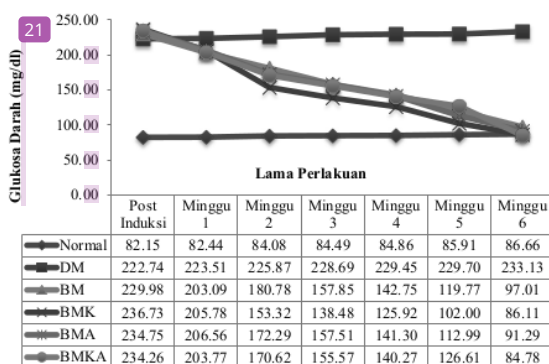 21
250.00
200.00
150.00
100.00
50.00
0.00
Glukosa Darah (mg/dl)
Lama Perlakuan
Post Induksi Minggu 1 Minggu 2 Minggu 3 Minggu 4 Minggu 5 Minggu 6
Normal 82.15 82.44 84.08 84.49 84.86 85.91 86.66
DM 222.74 223.51 225.87 228.69 229.45 229.70 233.13
BM 229.98 203.09 180.78 157.85 142.75 119.77 97.01
BMK 236.73 205.78 153.32 138.48 125.92 102.00 86.11
BMA 234.75 206.56 172.29 157.51 141.30 112.99 91.29
BMKA 234.26 203.77 170.62 155.57 140.27 126.61 84.78